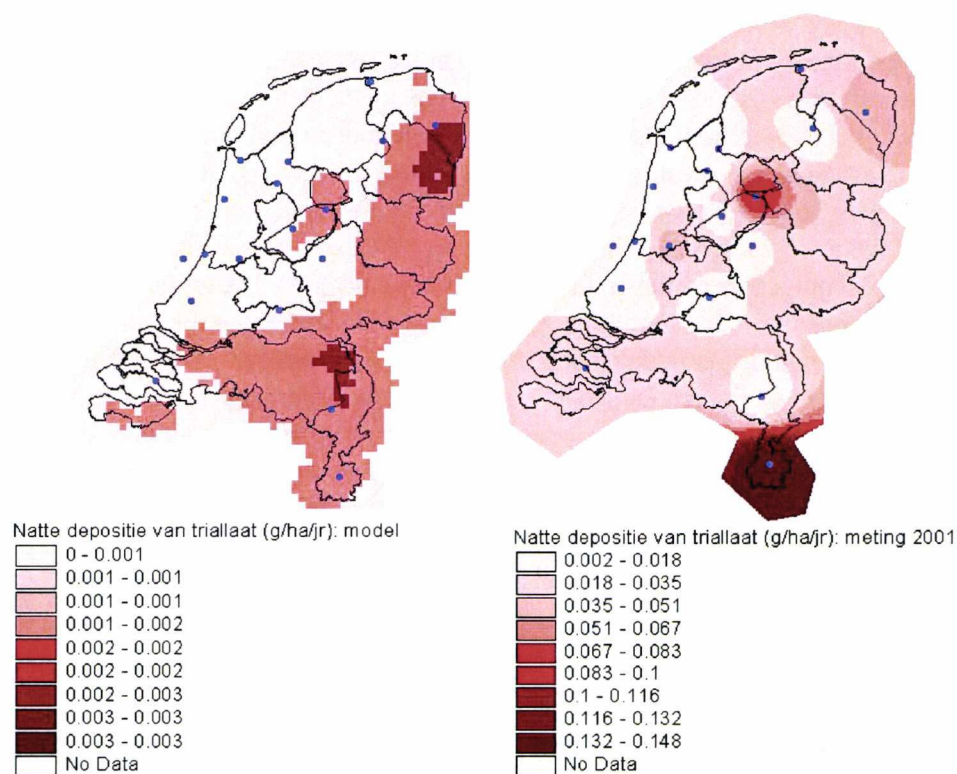 Natte depositie van triallaat (g/ha/jr): model
0 - 0.001
0.001 - 0.001
0.001 - 0.001
0.001 - 0.002
0.002 - 0.002
0.002 - 0.002
0.002 - 0.003
0.003 - 0.003
0.003 - 0.003
No Data
Natte depositie van triallaat (g/ha/jr): meting 2001
0.002 - 0.018
0.018 - 0.035
0.035 - 0.051
0.051 - 0.067
0.067 - 0.083
0.083 - 0.1
0.1 - 0.116
0.116 - 0.132
0.132 - 0.148
No Data